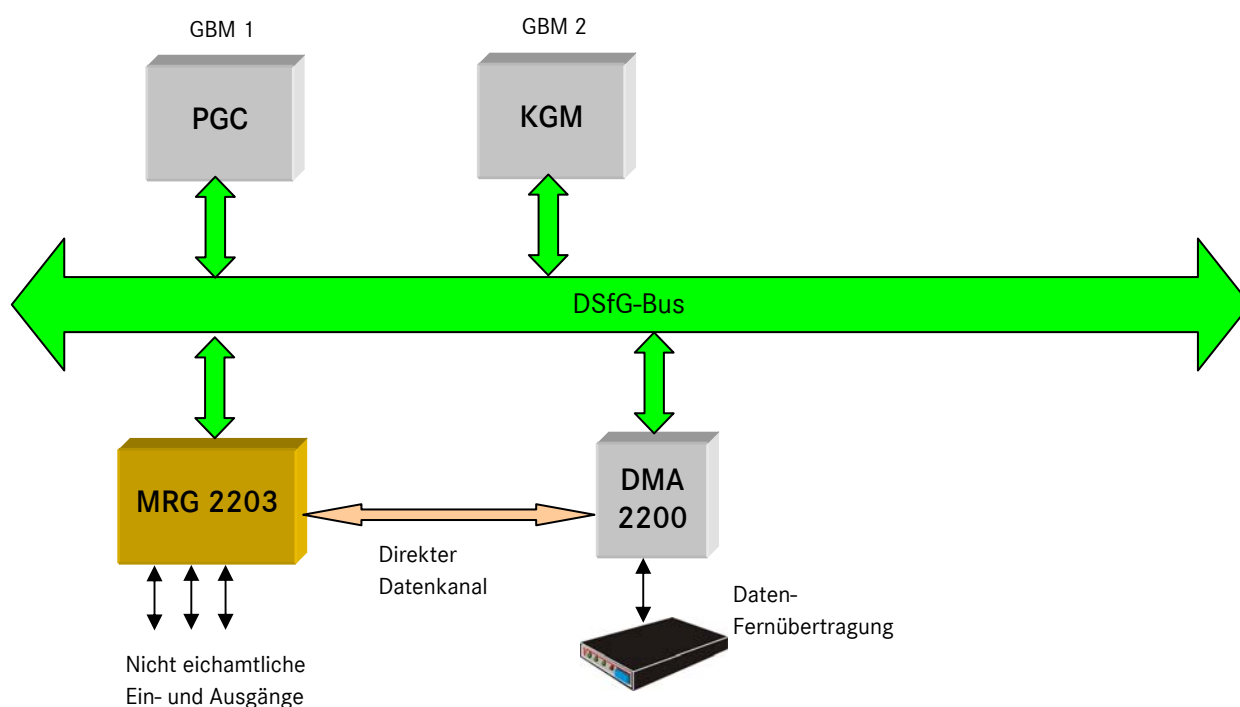 GBM 1
GBM 2
PGC
KGM
DSfG-Bus
MRG 2203
DMA
2200
Direkter
Datenkanal
Daten-
Fernübertragung
Nicht eichamtliche
Ein- und Ausgänge